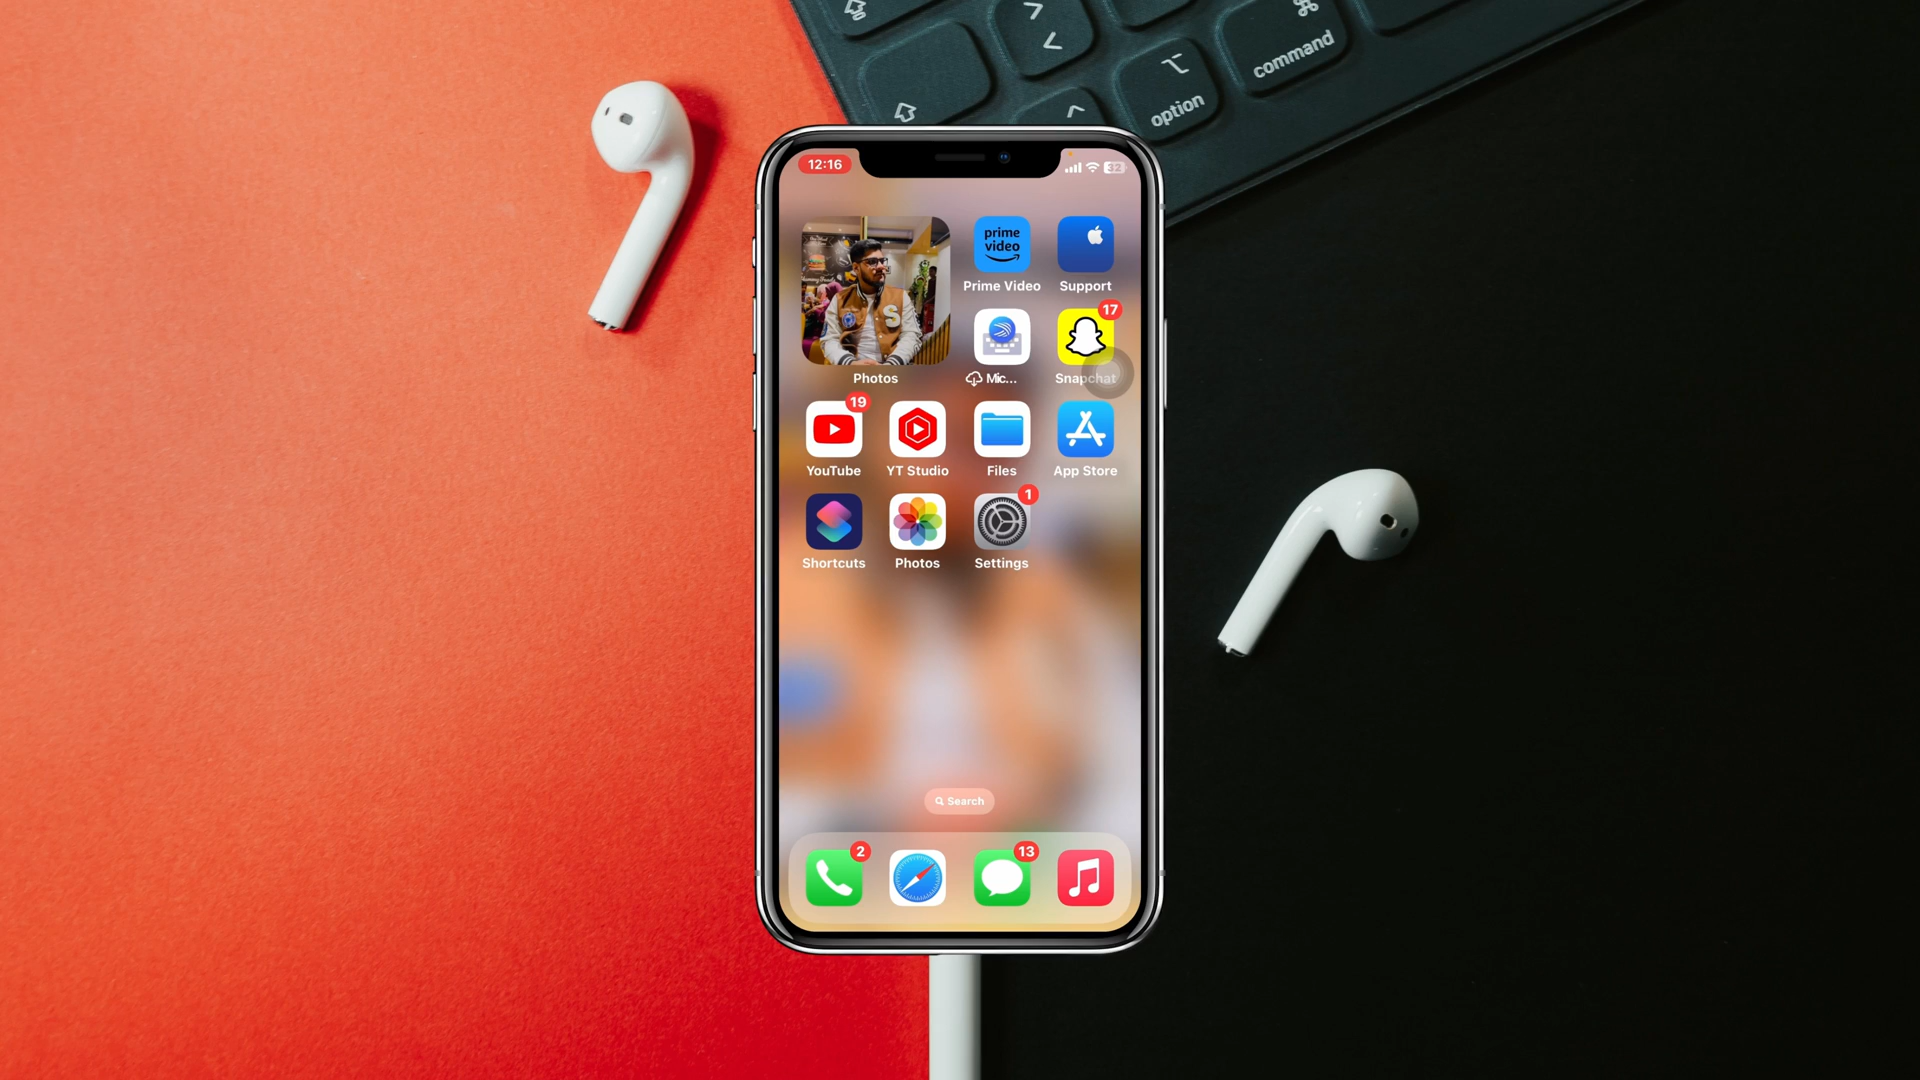 command
option
12:16
32
prime
video
S
Prime Video
Support
17
Photos
Mic...
Snapchat
19
YouTube
YT Studio
Files
App Store
1
Shortcuts
Photos
Settings
Search
2
13